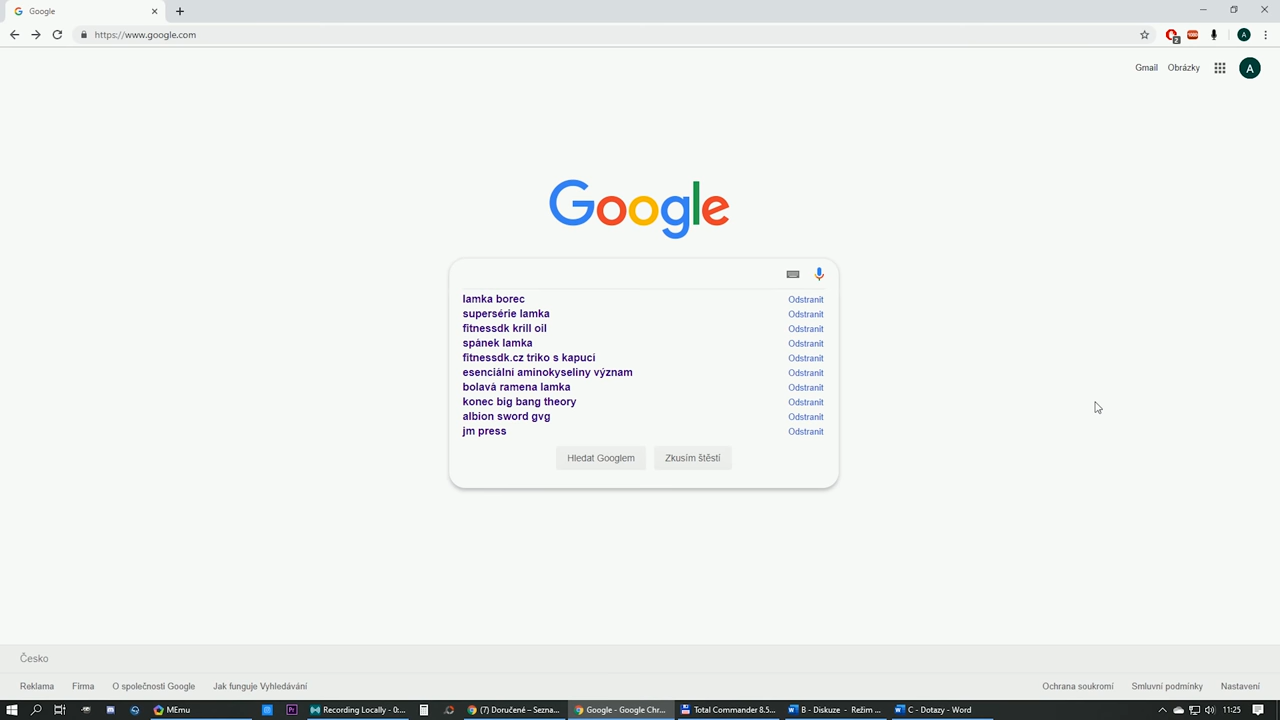 Google
https://www.google.com
2
A
Gmail
Obrázky
A
Google
lamka borec
Odstranit
supersérie lamka
Odstranit
fitnessdk krill oil
Odstranit
spánek lamka
Odstranit
fitnessdk.cz triko s kapucí
Odstranit
esenciální aminokyseliny význam
Odstranit
bolavá ramena lamka
Odstranit
konec big bang theory
Odstranit
albion sword gvg
Odstranit
jm press
Odstranit
Hledat Googlem
Zkusím štěstí
Česko
Reklama
Firma
O společnosti Google
Jak funguje Vyhledávání
Ochrana soukromí
Smluvní podmínky
Nastavení
MEmu
Recording Locally - 0:...
(7) Doručené – Sezna...
Google - Google Chr...
Total Commander 8.5...
B - Diskuze - Režim ...
C - Dotazy - Word
11:25